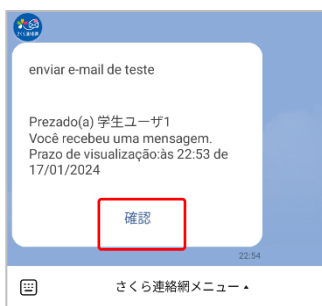 さくら
連絡網
enviar e-mail de teste
Prezado(a) 学生ユーザ1
Você recebeu uma mensagem.
Prazo de visualização:às 22:53 de
17/01/2024
確認
22:54
さくら連絡網メニュー▲